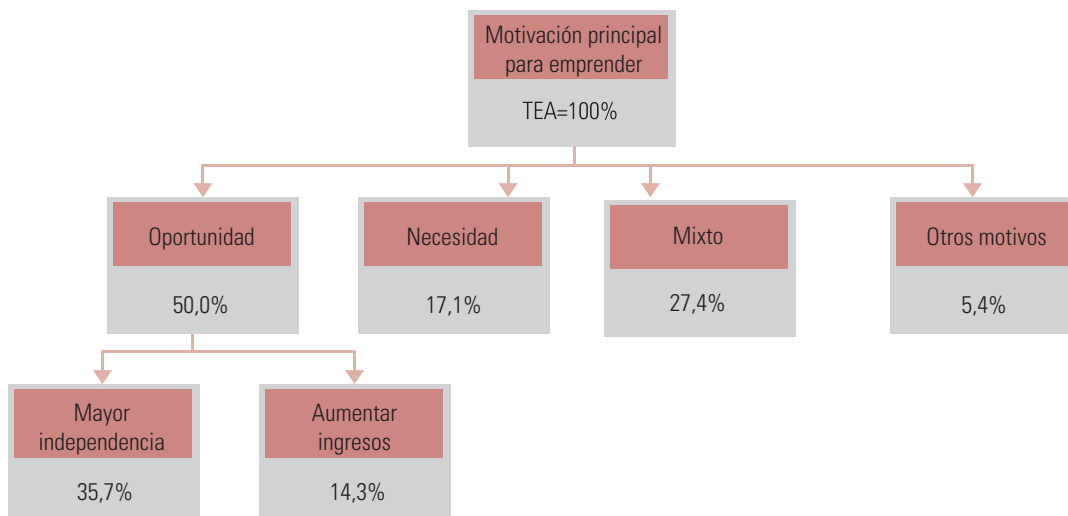 Motivación principal
para emprender
TEA=100%
Oportunidad
50,0%
Necesidad
17,1%
Mixto
27,4%
Otros motivos
5,4%
Mayor
independencia
35,7%
Aumentar
ingresos
14,3%